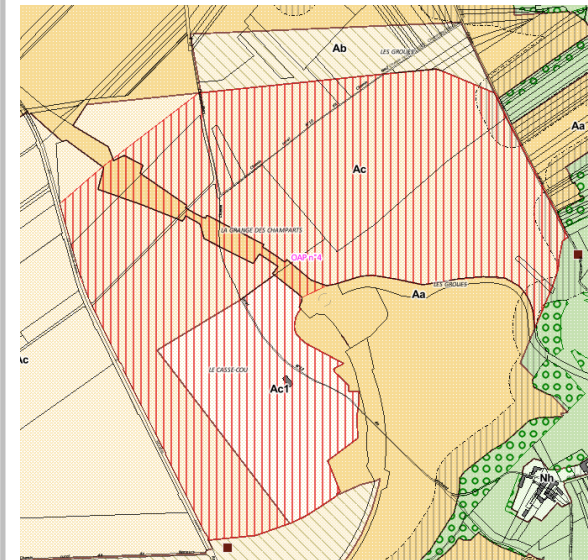 Ab
LES GROUES
Aa
Ac
LA GRANGE DES CHAMPARTS
OAP n°4
LES GROUES
Aa
Ac
LE CASSE-COU
Ac1
Nh